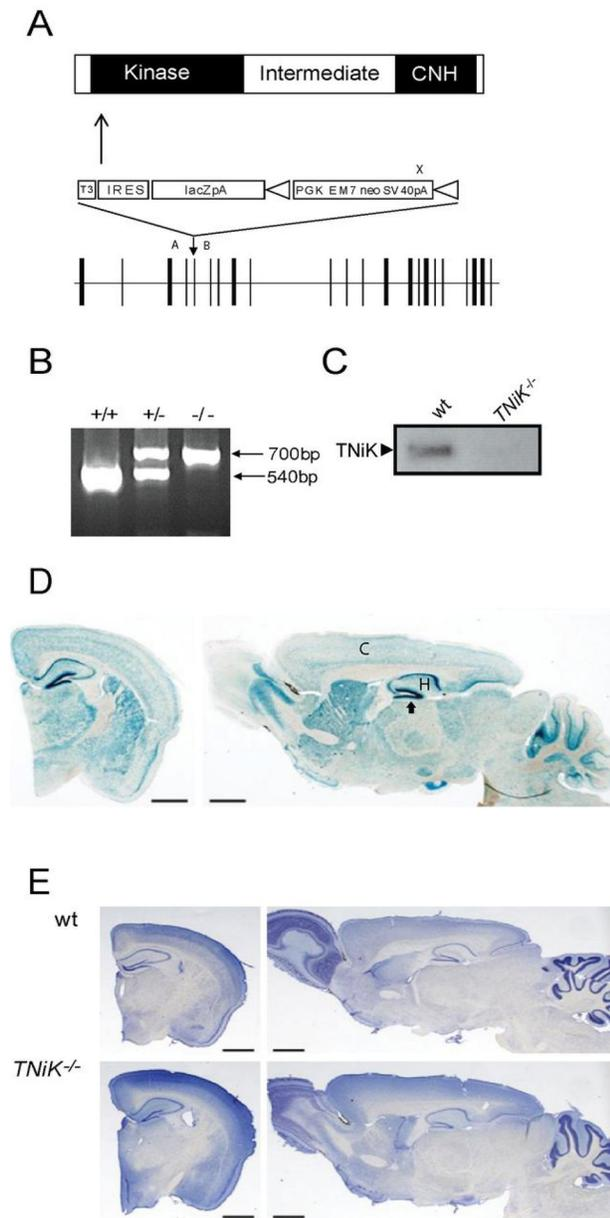 A
Kinase Intermediate CNH
X
T3 IRES lacZpA PGK EM7 neo SV40pA
A B
B
+/+ +/- -/-
700bp
540bp
C
wt TNiK-/-
TNiK
D
C
H
E
wt
TNiK-/-